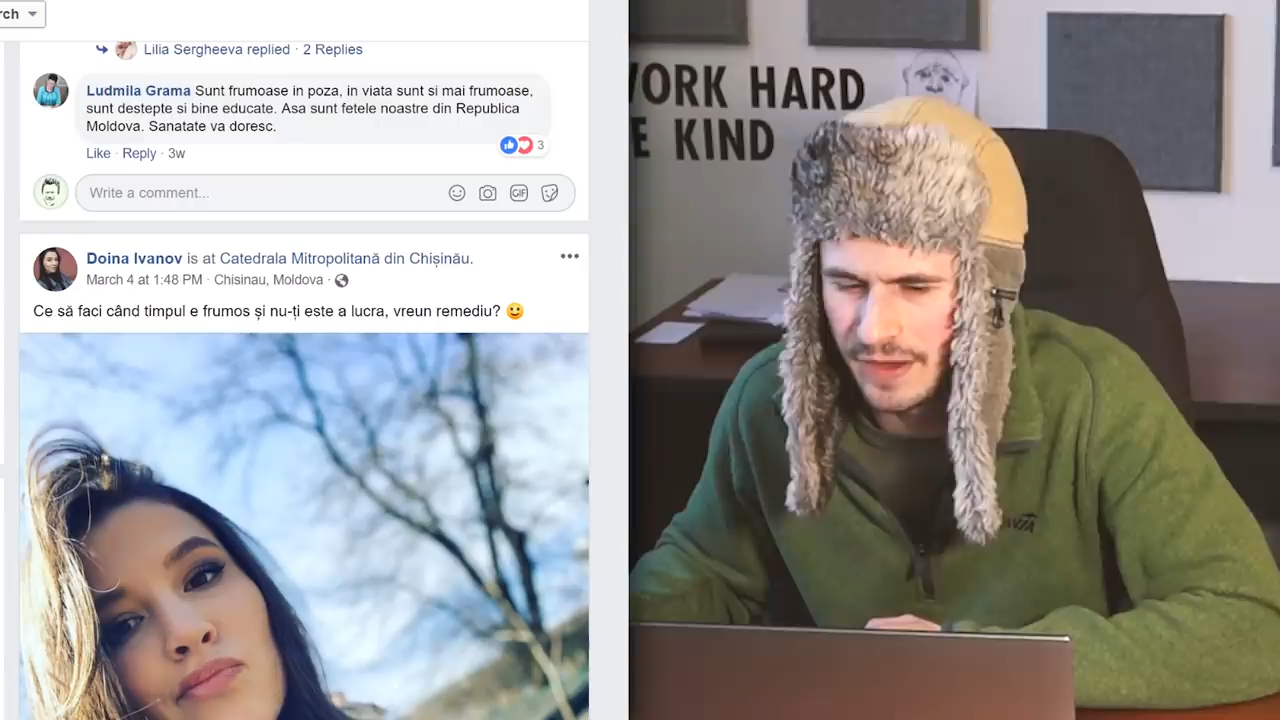 rch
Lilia Sergheeva replied · 2 Replies
Ludmila Grama Sunt frumoase in poza, in viata sunt si mai frumoase,
sunt destepte si bine educate. Asa sunt fetele noastre din Republica
Moldova. Sanatate va doresc.
3
Like · Reply · 3w
Write a comment...
GIF
Doina Ivanov is at Catedrala Mitropolitană din Chișinău.
March 4 at 1:48 PM · Chisinau, Moldova ·
Ce să faci când timpul e frumos și nu-ți este a lucra, vreun remediu?
WORK HARD
E KIND